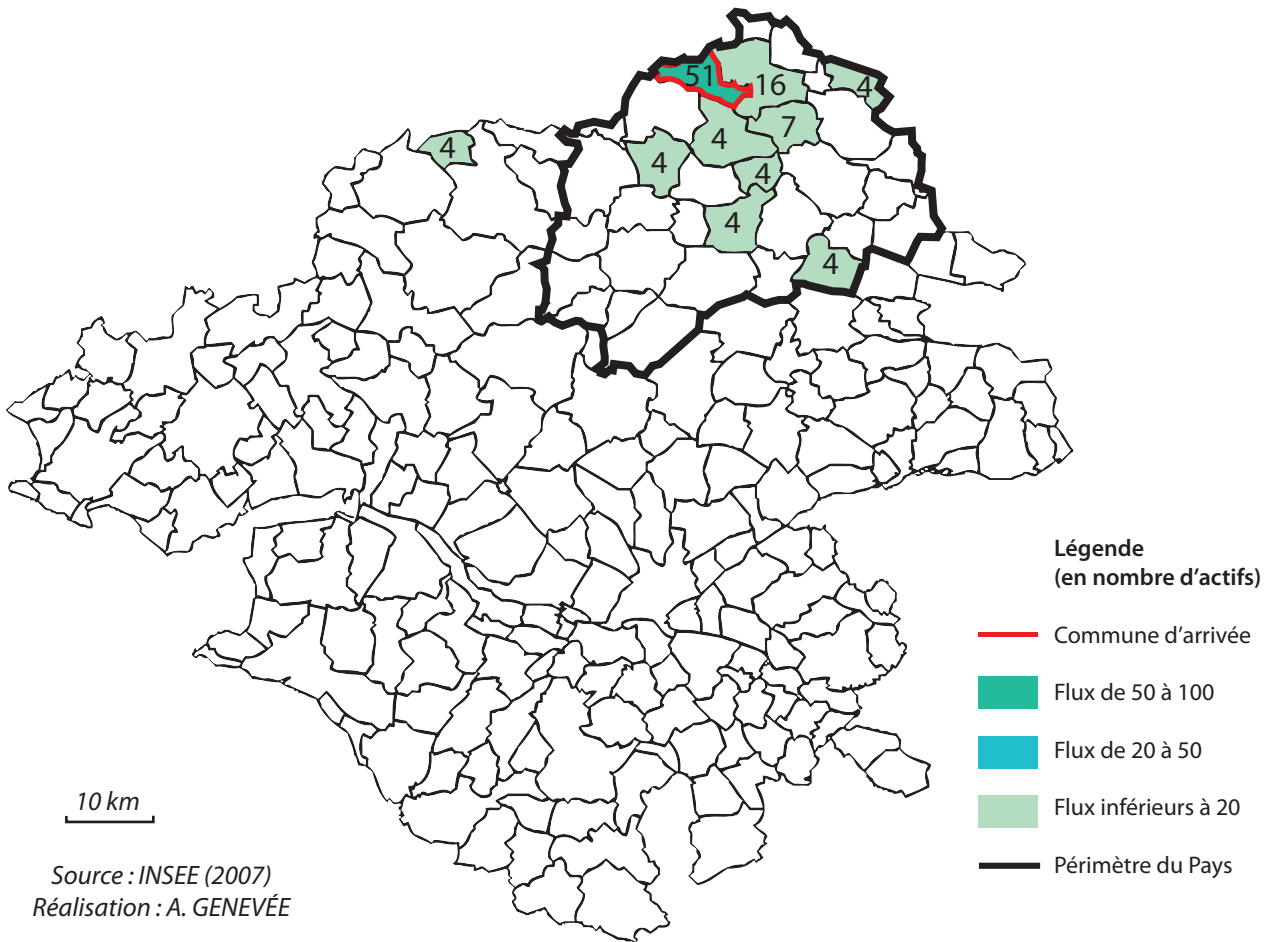 51
16
4
7
4
4
4
4
4
4
Légende
(en nombre d'actifs)
Commune d'arrivée
Flux de 50 à 100
Flux de 20 à 50
Flux inférieurs à 20
Périmètre du Pays
10 km
Source : INSEE (2007)
Réalisation : A. GENEVÉE